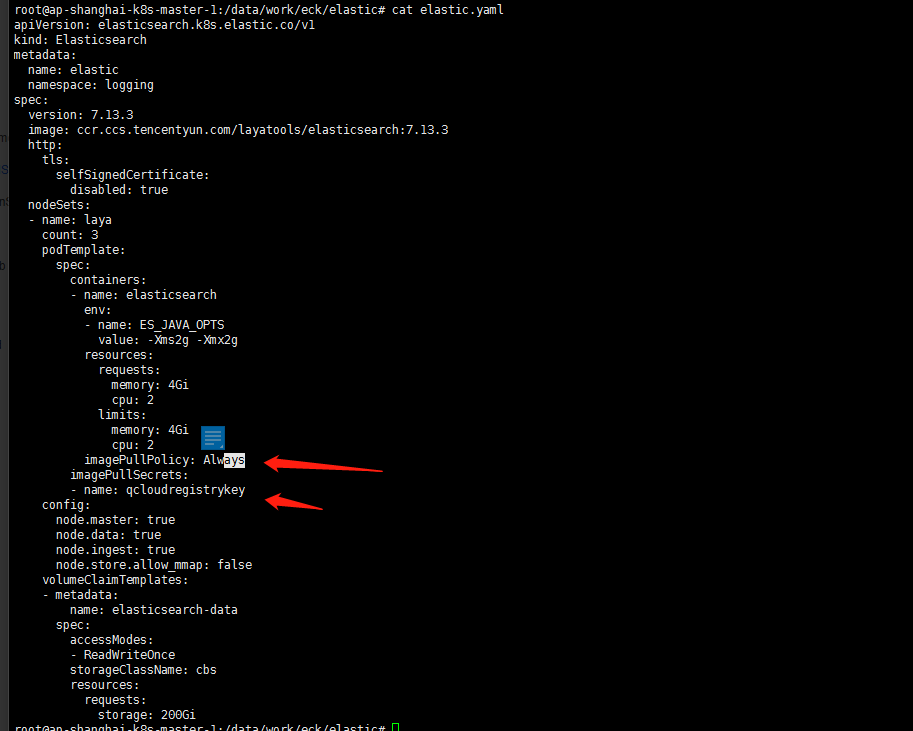 root@ap-shanghai-k8s-master-1:/data/work/eck/elastic# cat elastic.yaml
apiVersion: elasticsearch.k8s.elastic.co/v1
kind: Elasticsearch
metadata:
  name: elastic
  namespace: logging
spec:
  version: 7.13.3
  image: ccr.ccs.tencentyun.com/layatools/elasticsearch:7.13.3
  http:
    tls:
      selfSignedCertificate:
        disabled: true
  nodeSets:
  - name: laya
    count: 3
    podTemplate:
      spec:
        containers:
        - name: elasticsearch
          env:
          - name: ES_JAVA_OPTS
            value: -Xms2g -Xmx2g
          resources:
            requests:
              memory: 4Gi
              cpu: 2
            limits:
              memory: 4Gi
              cpu: 2
          imagePullPolicy: Always
        imagePullSecrets:
        - name: qcloudregistrykey
    config:
      node.master: true
      node.data: true
      node.ingest: true
      node.store.allow_mmap: false
    volumeClaimTemplates:
    - metadata:
        name: elasticsearch-data
      spec:
        accessModes:
        - ReadWriteOnce
        storageClassName: cbs
        resources:
          requests:
            storage: 200Gi
root@ap-shanghai-k8s-master-1:/data/work/eck/elastic#